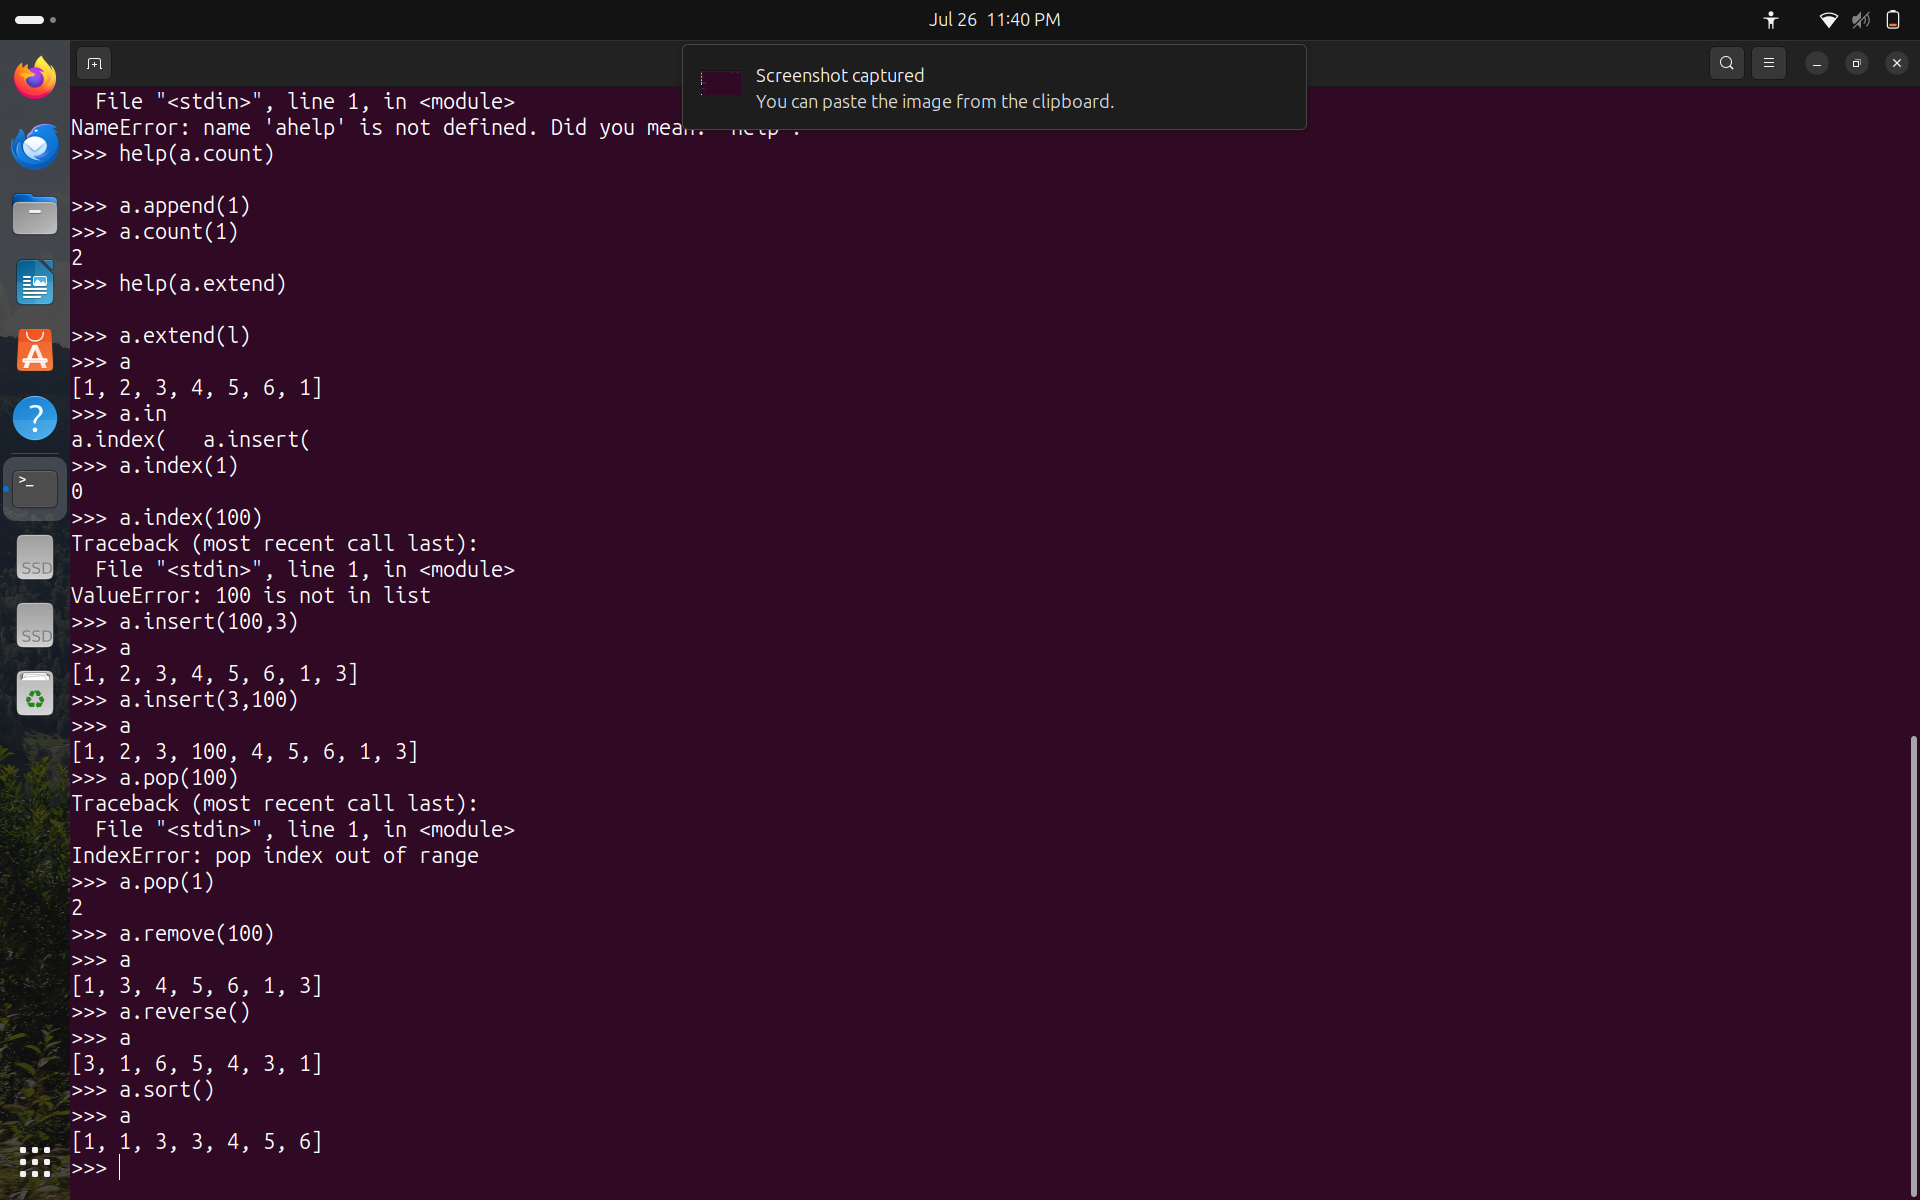 Jul 26 11:40 PM
Screenshot captured
You can paste the image from the clipboard.
  File "<stdin>", line 1, in <module>
NameError: name 'ahelp' is not defined. Did you mean: 'help'?
>>> help(a.count)
>>> a.append(1)
>>> a.count(1)
2
>>> help(a.extend)
>>> a.extend(l)
>>> a
[1, 2, 3, 4, 5, 6, 1]
>>> a.in
a.index(   a.insert(
>>> a.index(1)
0
>>> a.index(100)
Traceback (most recent call last):
  File "<stdin>", line 1, in <module>
ValueError: 100 is not in list
>>> a.insert(100,3)
>>> a
[1, 2, 3, 4, 5, 6, 1, 3]
>>> a.insert(3,100)
>>> a
[1, 2, 3, 100, 4, 5, 6, 1, 3]
>>> a.pop(100)
Traceback (most recent call last):
  File "<stdin>", line 1, in <module>
IndexError: pop index out of range
>>> a.pop(1)
2
>>> a.remove(100)
>>> a
[1, 3, 4, 5, 6, 1, 3]
>>> a.reverse()
>>> a
[3, 1, 6, 5, 4, 3, 1]
>>> a.sort()
>>> a
[1, 1, 3, 3, 4, 5, 6]
>>>
SSD
SSD